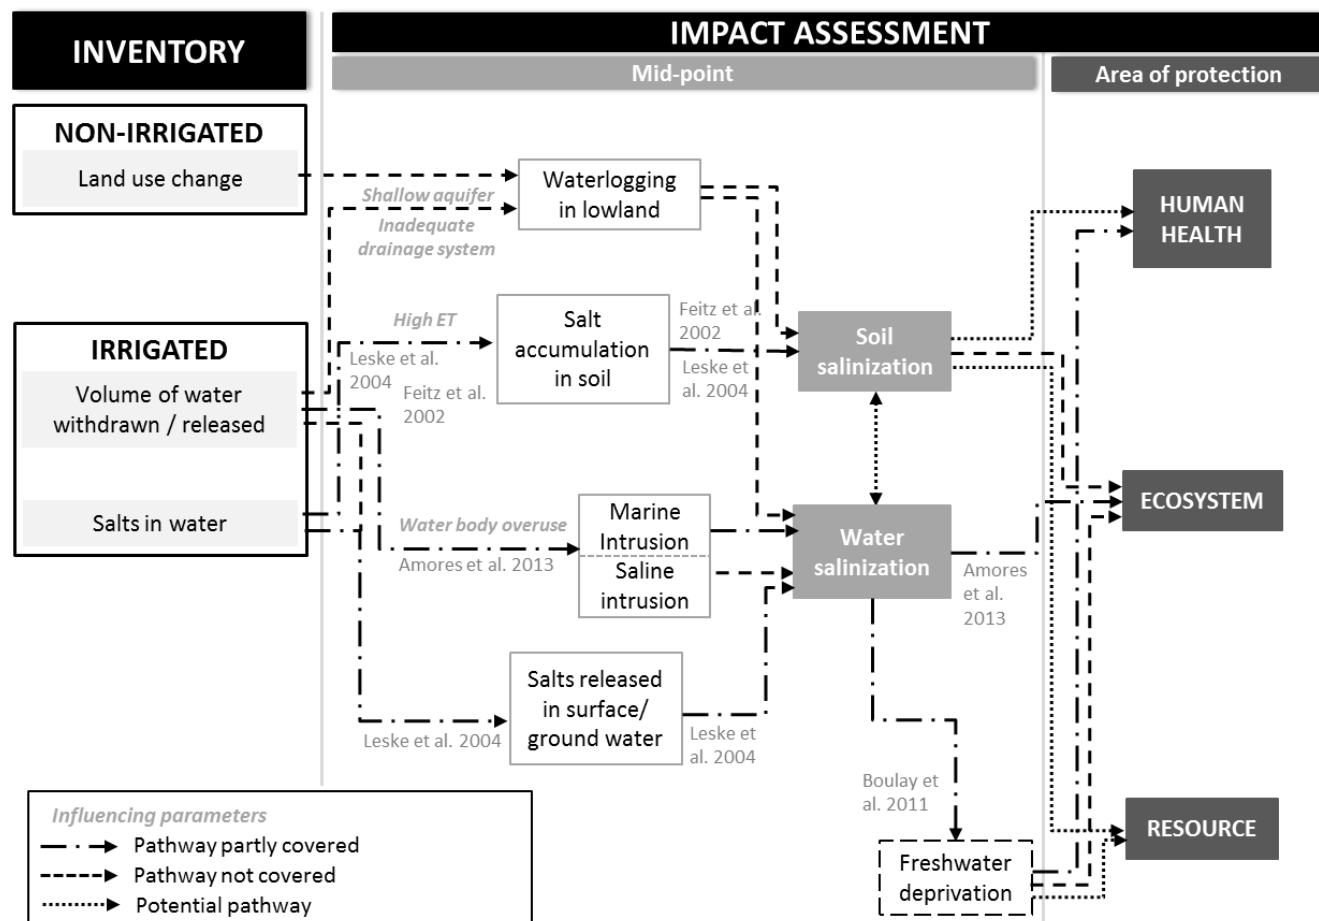 INVENTORY
IMPACT ASSESSMENT
Mid-point
Area of protection
NON-IRRIGATED
Land use change
Shallow aquifer
Inadequate
drainage system
Waterlogging
in lowland
HUMAN
HEALTH
IRRIGATED
Volume of water
withdrawn / released
Salts in water
High ET
Leske et al.
2004
Feitz et al.
2002
Salt
accumulation
in soil
Feitz et al.
2002
Leske et
al. 2004
Soil
salinization
Water body overuse
Amores et al. 2013
Marine
Intrusion
Saline
intrusion
Water
salinization
Amores
et al.
2013
ECOSYSTEM
Leske et al. 2004
Salts released
in surface/
ground water
Leske et
al. 2004
Boulay et
al. 2011
Freshwater
deprivation
RESOURCE
Influencing parameters
Pathway partly covered
Pathway not covered
Potential pathway